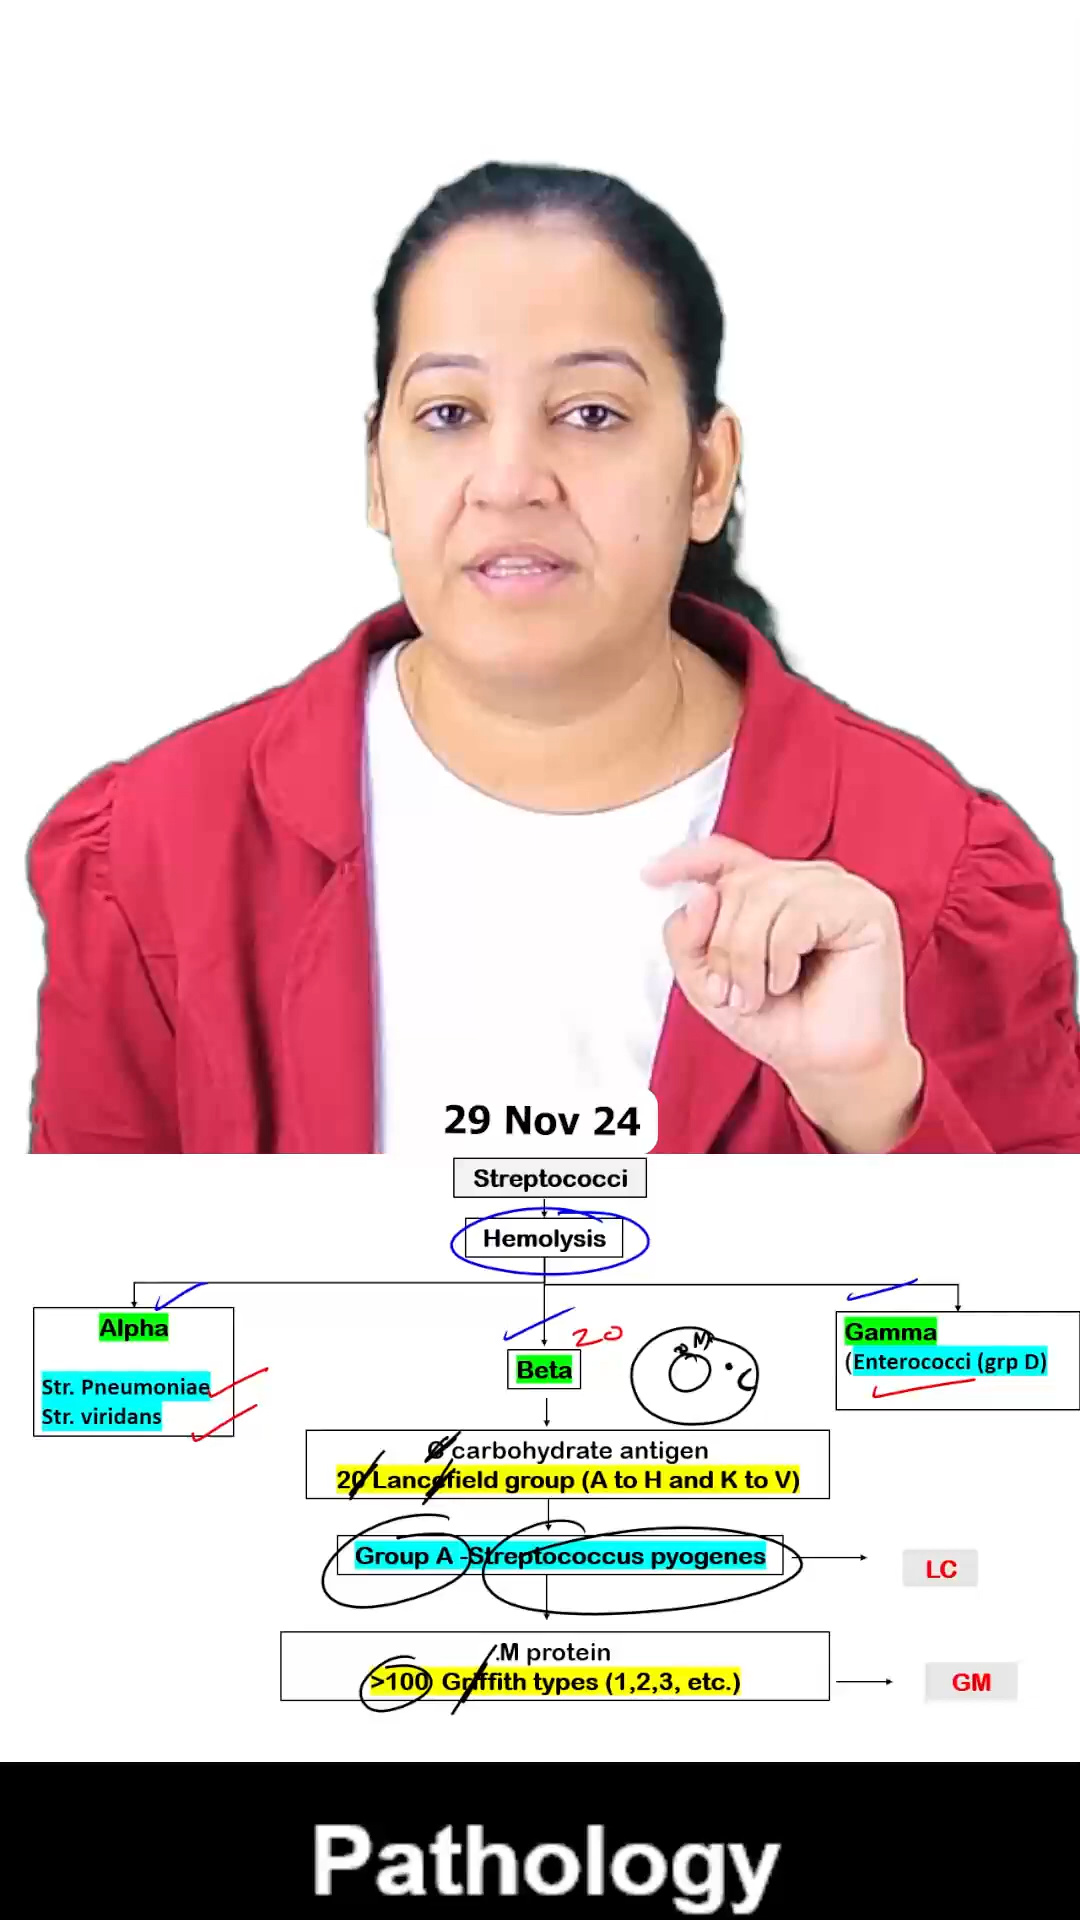 29 Nov 24
Streptococci
Hemolysis
Alpha
Str. Pneumoniae
Str. viridans
Beta
20
M
C
Gamma
(Enterococci (grp D)
carbohydrate antigen
20 Lancefield group (A to H and K to V)
Group A -Streptococcus pyogenes
LC
.M protein
>100 Griffith types (1,2,3, etc.)
GM
Pathology